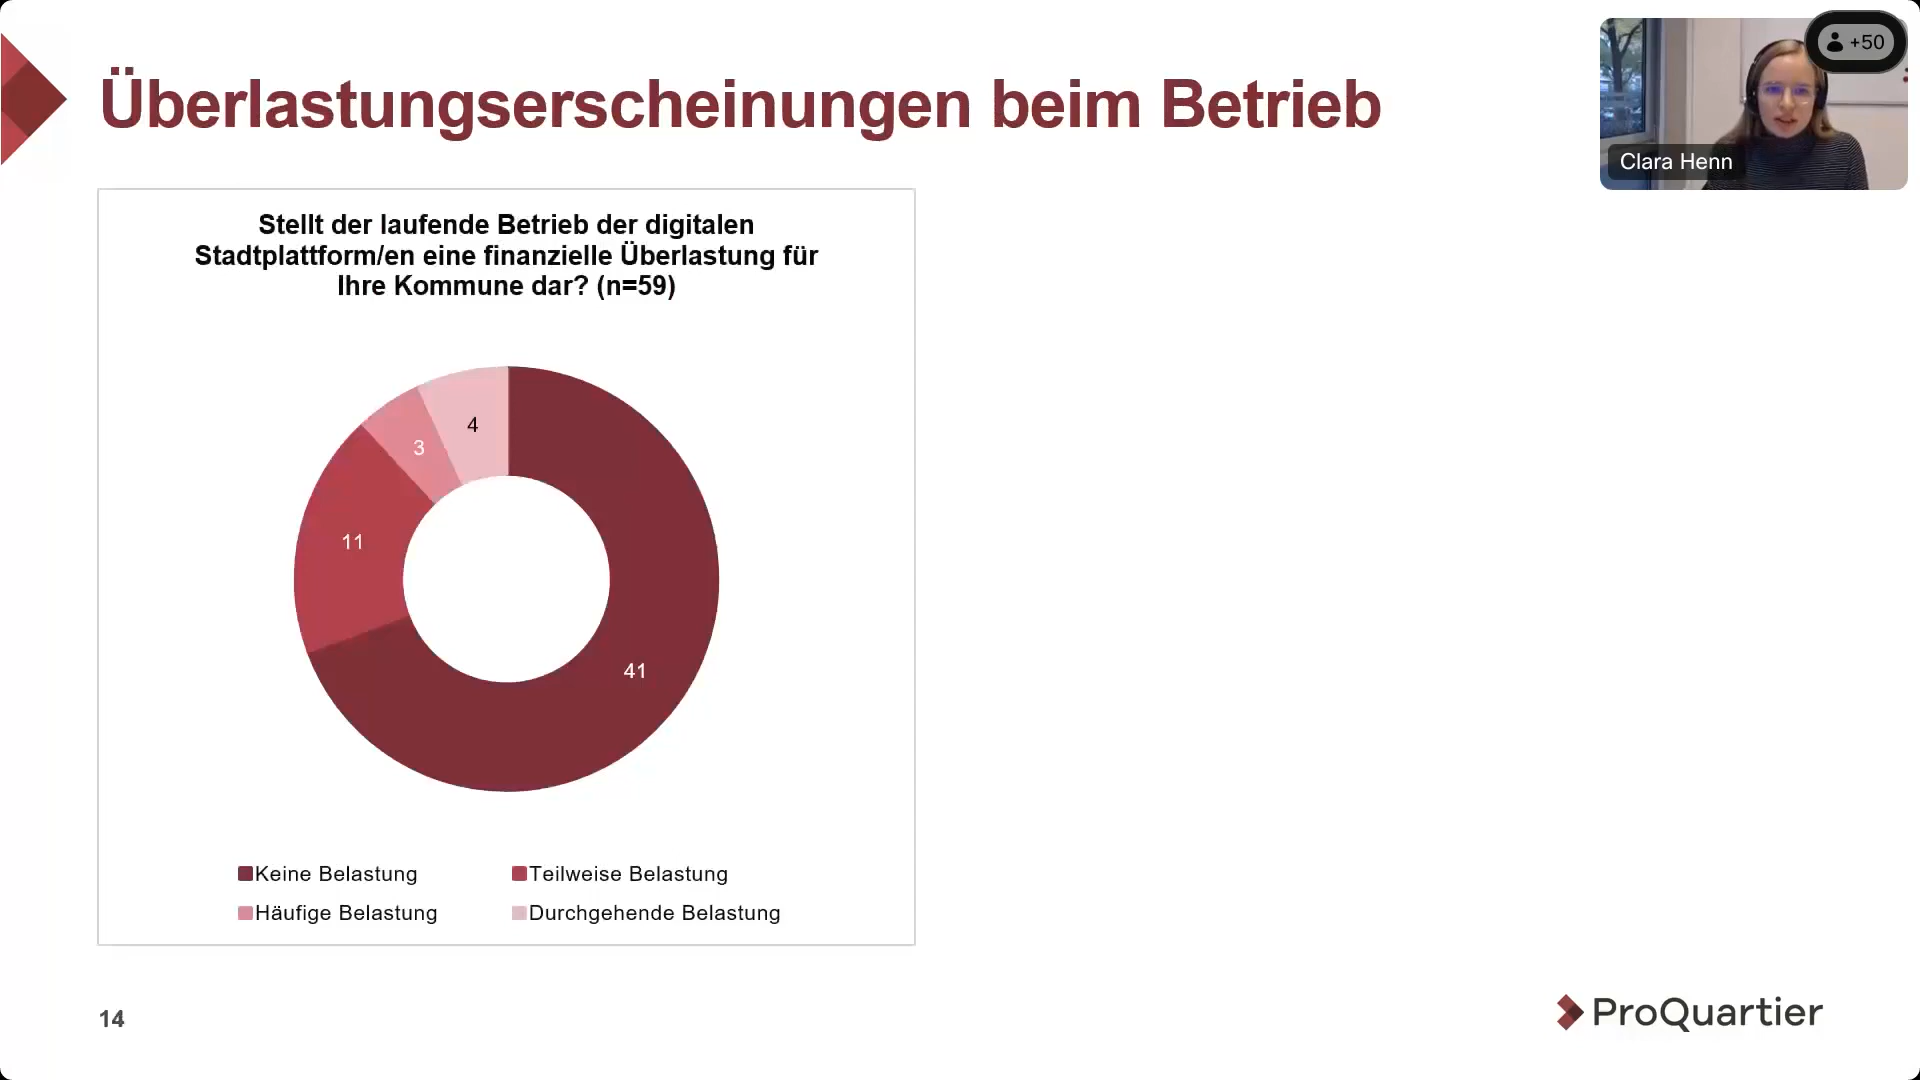 Überlastungserscheinungen beim Betrieb
+50
Clara Henn
Stellt der laufende Betrieb der digitalen
Stadtplattform/en eine finanzielle Überlastung für
Ihre Kommune dar? (n=59)
4
3
11
41
Keine Belastung
Teilweise Belastung
Häufige Belastung
Durchgehende Belastung
14
ProQuartier